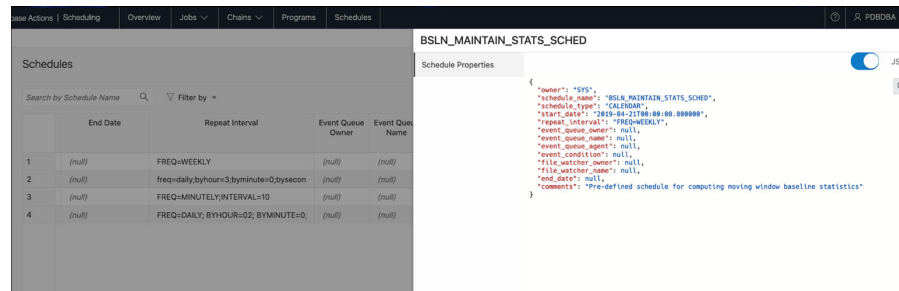 base Actions | Scheduling Overview Jobs Chains Programs Schedules PDBDBA
BSLN_MAINTAIN_STATS_SCHED
Schedules
Schedule Properties
Search by Schedule Name Filter by
End Date Repeat Interval Event Queue Owner Event Queue Name
1 (null) FREQ=WEEKLY (null) (null)
2 (null) freq=daily;byhour=3;byminute=0;bysecon (null) (null)
3 (null) FREQ=MINUTELY;INTERVAL=10 (null) (null)
4 (null) FREQ=DAILY; BYHOUR=02; BYMINUTE=0; (null) (null)
{
"owner": "SYS",
"schedule_name": "BSLN_MAINTAIN_STATS_SCHED",
"schedule_type": "CALENDAR",
"start_date": "2019-04-21T00:00:00.000000",
"repeat_interval": "FREQ=WEEKLY",
"event_queue_owner": null,
"event_queue_name": null,
"event_queue_agent": null,
"event_condition": null,
"file_watcher_owner": null,
"file_watcher_name": null,
"end_date": null,
"comments": "Pre-defined schedule for computing moving window baseline statistics"
}